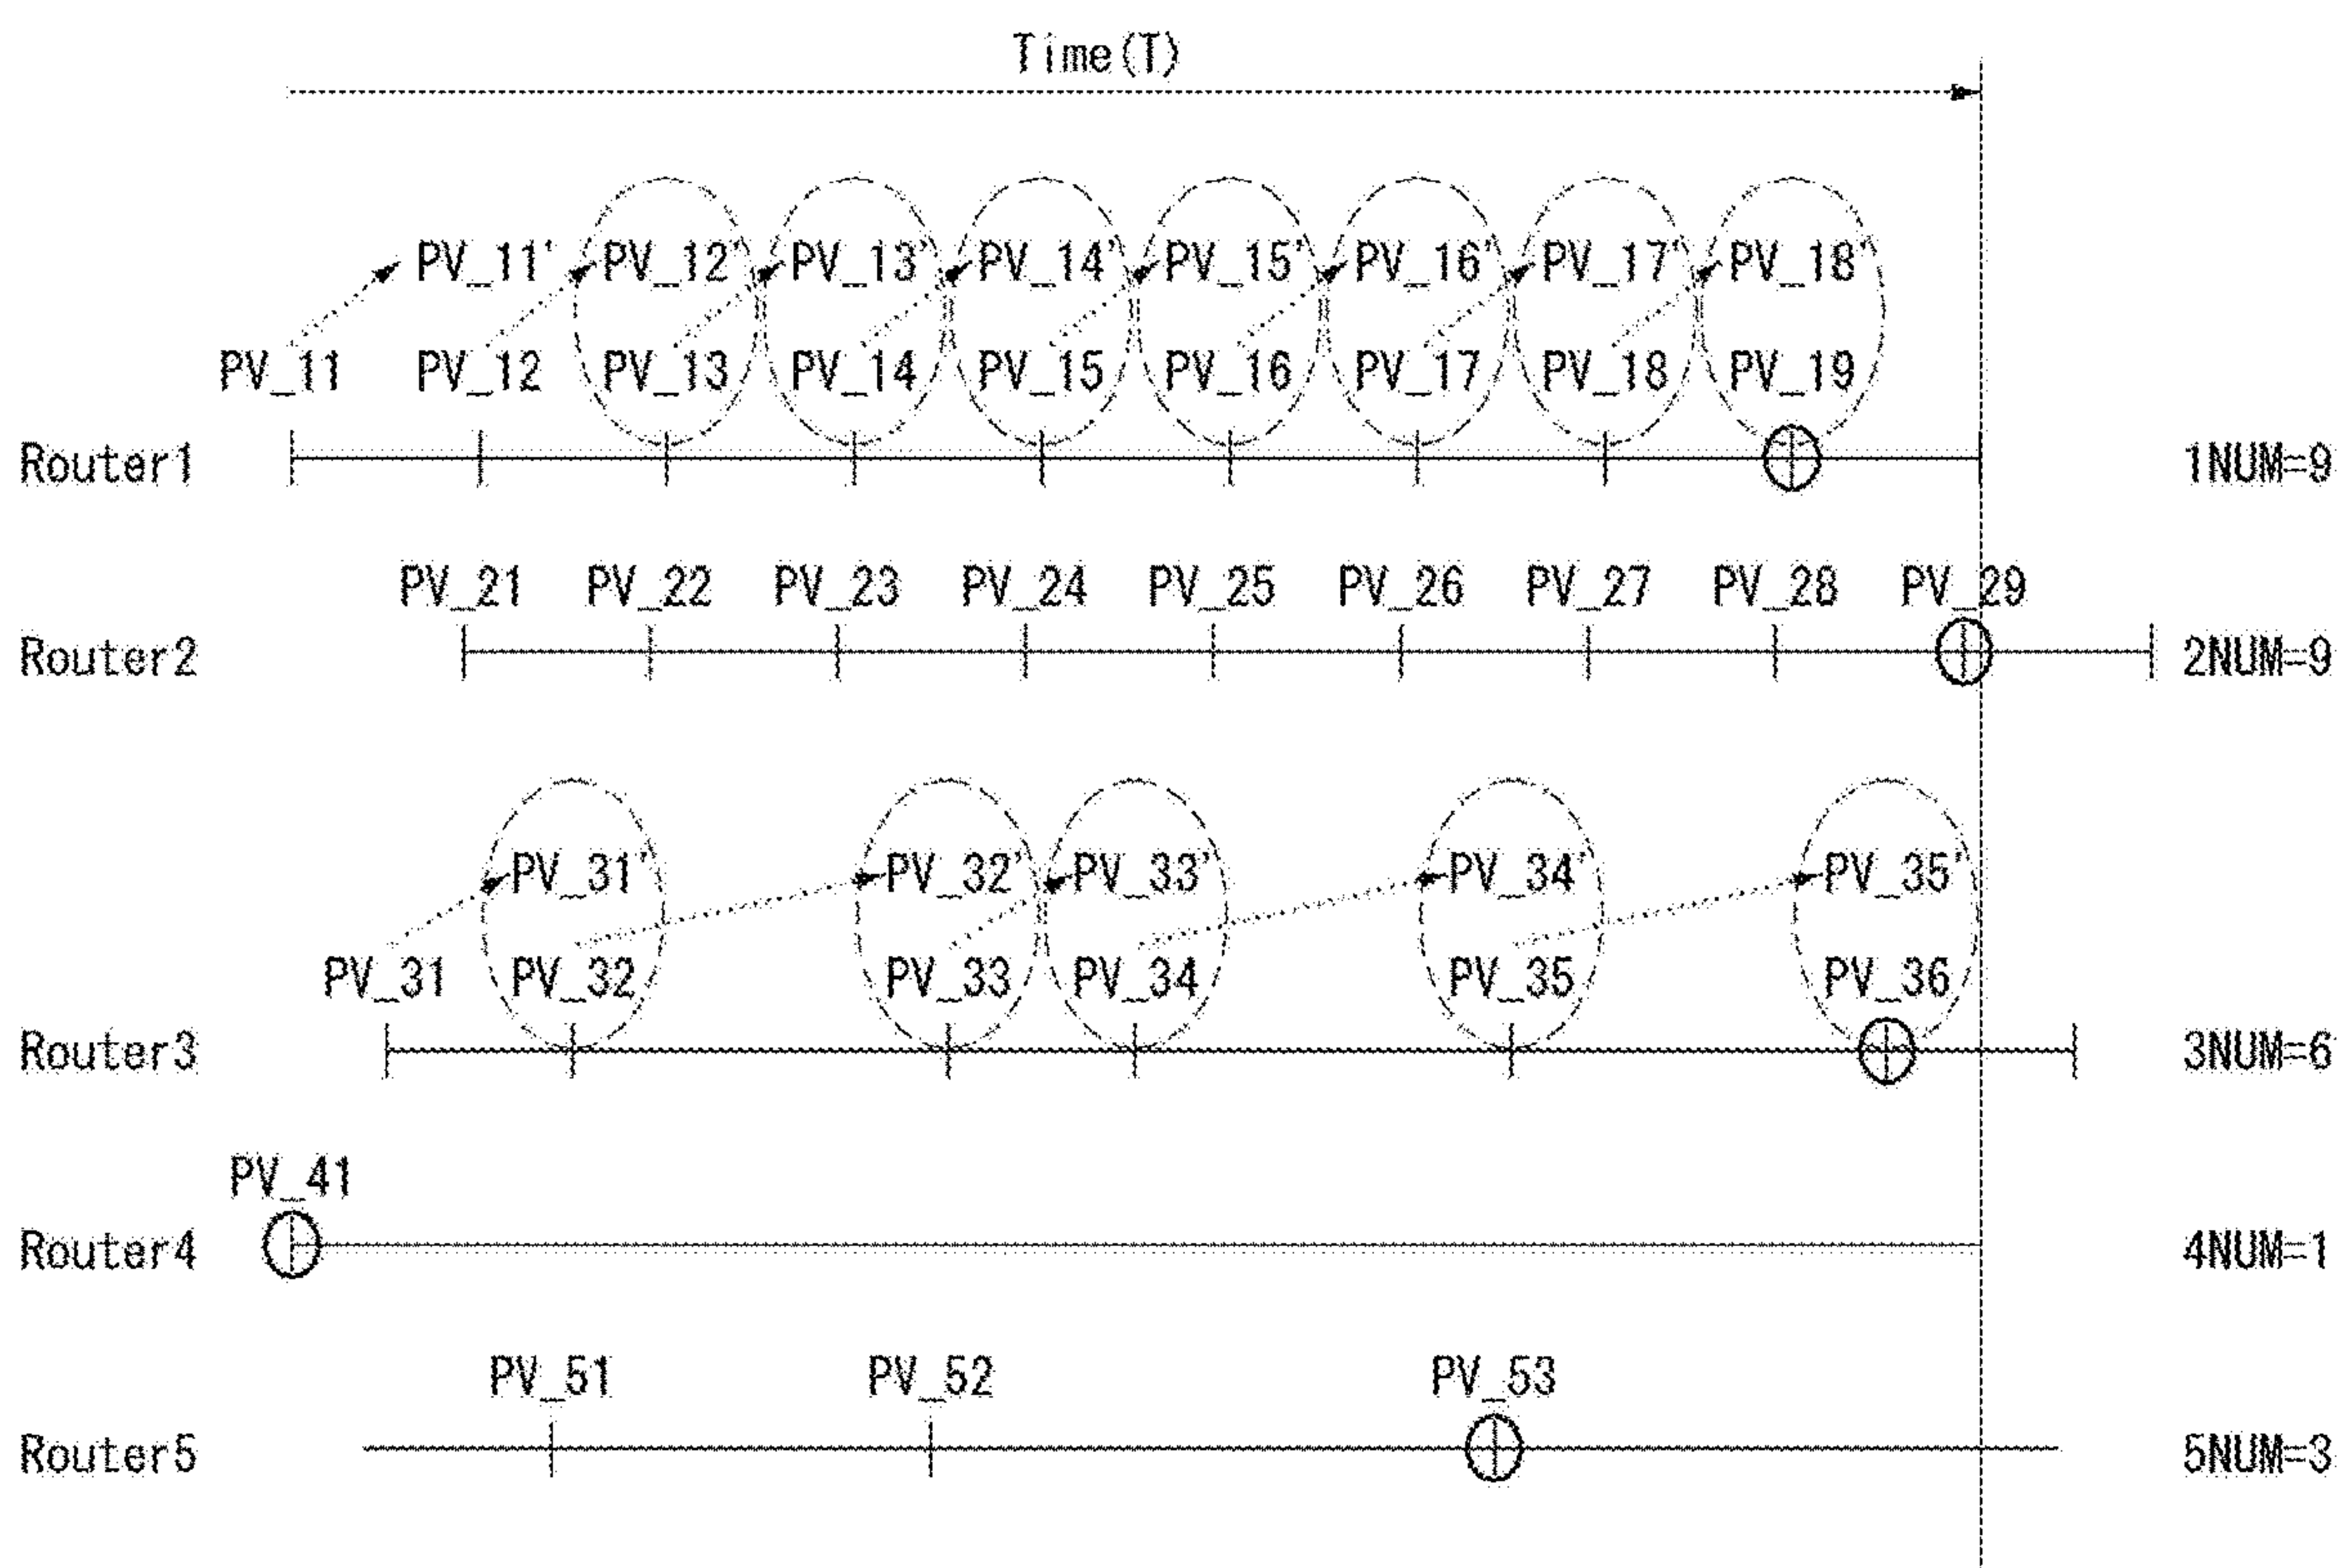 Time(T)
PV_11' PV_12' PV_13' PV_14' PV_15' PV_16' PV_17' PV_18'
PV_11 PV_12 PV_13 PV_14 PV_15 PV_16 PV_17 PV_18 PV_19
Router1 1NUM=9
PV_21 PV_22 PV_23 PV_24 PV_25 PV_26 PV_27 PV_28 PV_29
Router2 2NUM=9
PV_31' PV_32' PV_33' PV_34' PV_35'
PV_31 PV_32 PV_33 PV_34 PV_35 PV_36
Router3 3NUM=6
PV_41
Router4 4NUM=1
PV_51 PV_52 PV_53
Router5 5NUM=3